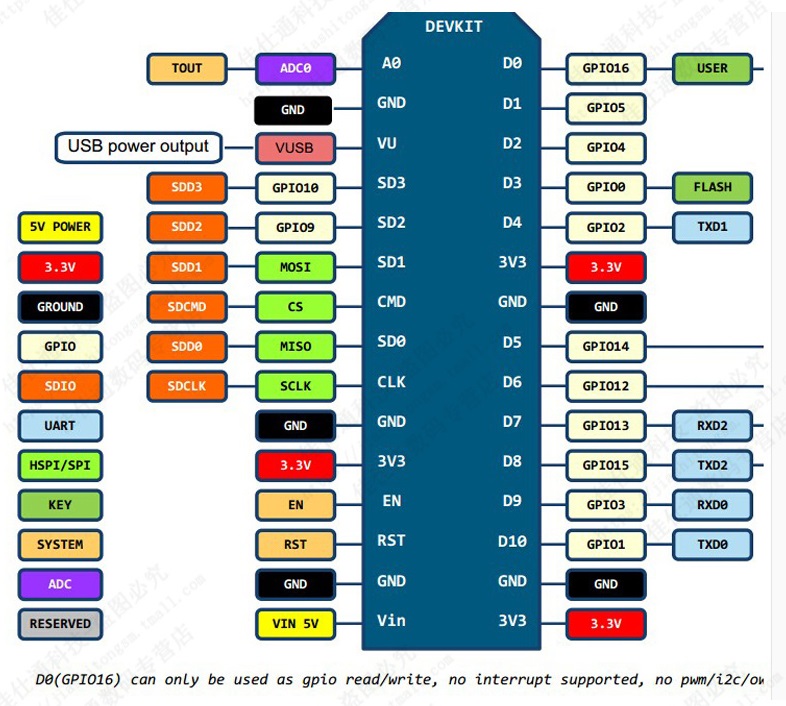 DEVKIT
TOUT ADC0 A0 D0 GPIO16 USER
GND GND D1 GPIO5
USB power output VUSB VU D2 GPIO4
SDD3 GPIO10 SD3 D3 GPIO0 FLASH
5V POWER SDD2 GPIO9 SD2 D4 GPIO2 TXD1
3.3V SDD1 MOSI SD1 3V3 3.3V
GROUND SDCMD CS CMD GND GND
GPIO SDD0 MISO SD0 D5 GPIO14
SDIO SDCLK SCLK CLK D6 GPIO12
UART GND GND D7 GPIO13 RXD2
HSPI/SPI 3.3V 3V3 D8 GPIO15 TXD2
KEY EN EN D9 GPIO3 RXD0
SYSTEM RST RST D10 GPIO1 TXD0
ADC GND GND GND GND
RESERVED VIN 5V Vin 3V3 3.3V
D0(GPIO16) can only be used as gpio read/write, no interrupt supported, no pwm/i2c/ow